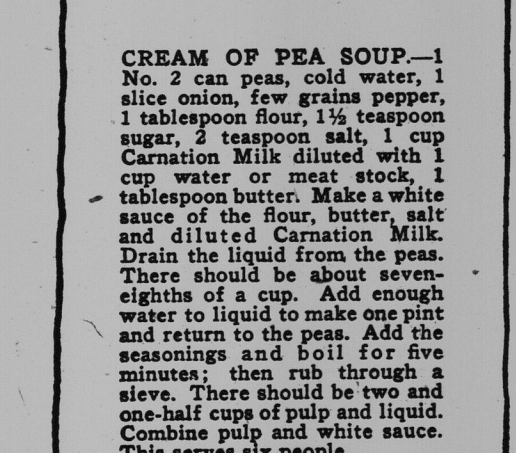 CREAM OF PEA SOUP.—1
No. 2 can peas, cold water, 1
slice onion, few grains pepper,
1 tablespoon flour, 1½ teaspoon
sugar, 2 teaspoon salt, 1 cup
Carnation Milk diluted with 1
cup water or meat stock, 1
tablespoon butter. Make a white
sauce of the flour, butter, salt
and diluted Carnation Milk.
Drain the liquid from the peas.
There should be about seven-
eighths of a cup. Add enough
water to liquid to make one pint
and return to the peas. Add the
seasonings and boil for five
minutes; then rub through a
sieve. There should be two and
one-half cups of pulp and liquid.
Combine pulp and white sauce.
This serves six people.